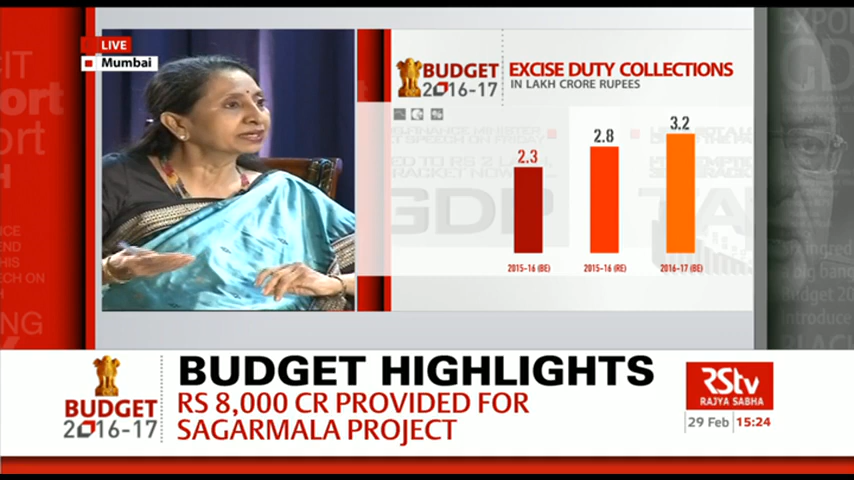 LIVE
Mumbai
BUDGET
2016-17
EXCISE DUTY COLLECTIONS
IN LAKH CRORE RUPEES
2.3
2.8
3.2
2015-16 (BE)
2015-16 (RE)
2016-17 (BE)
GDP
BUDGET
2016-17
BUDGET HIGHLIGHTS
RS 8,000 CR PROVIDED FOR
SAGARMALA PROJECT
RStv
RAJYA SABHA
29 Feb
15:24